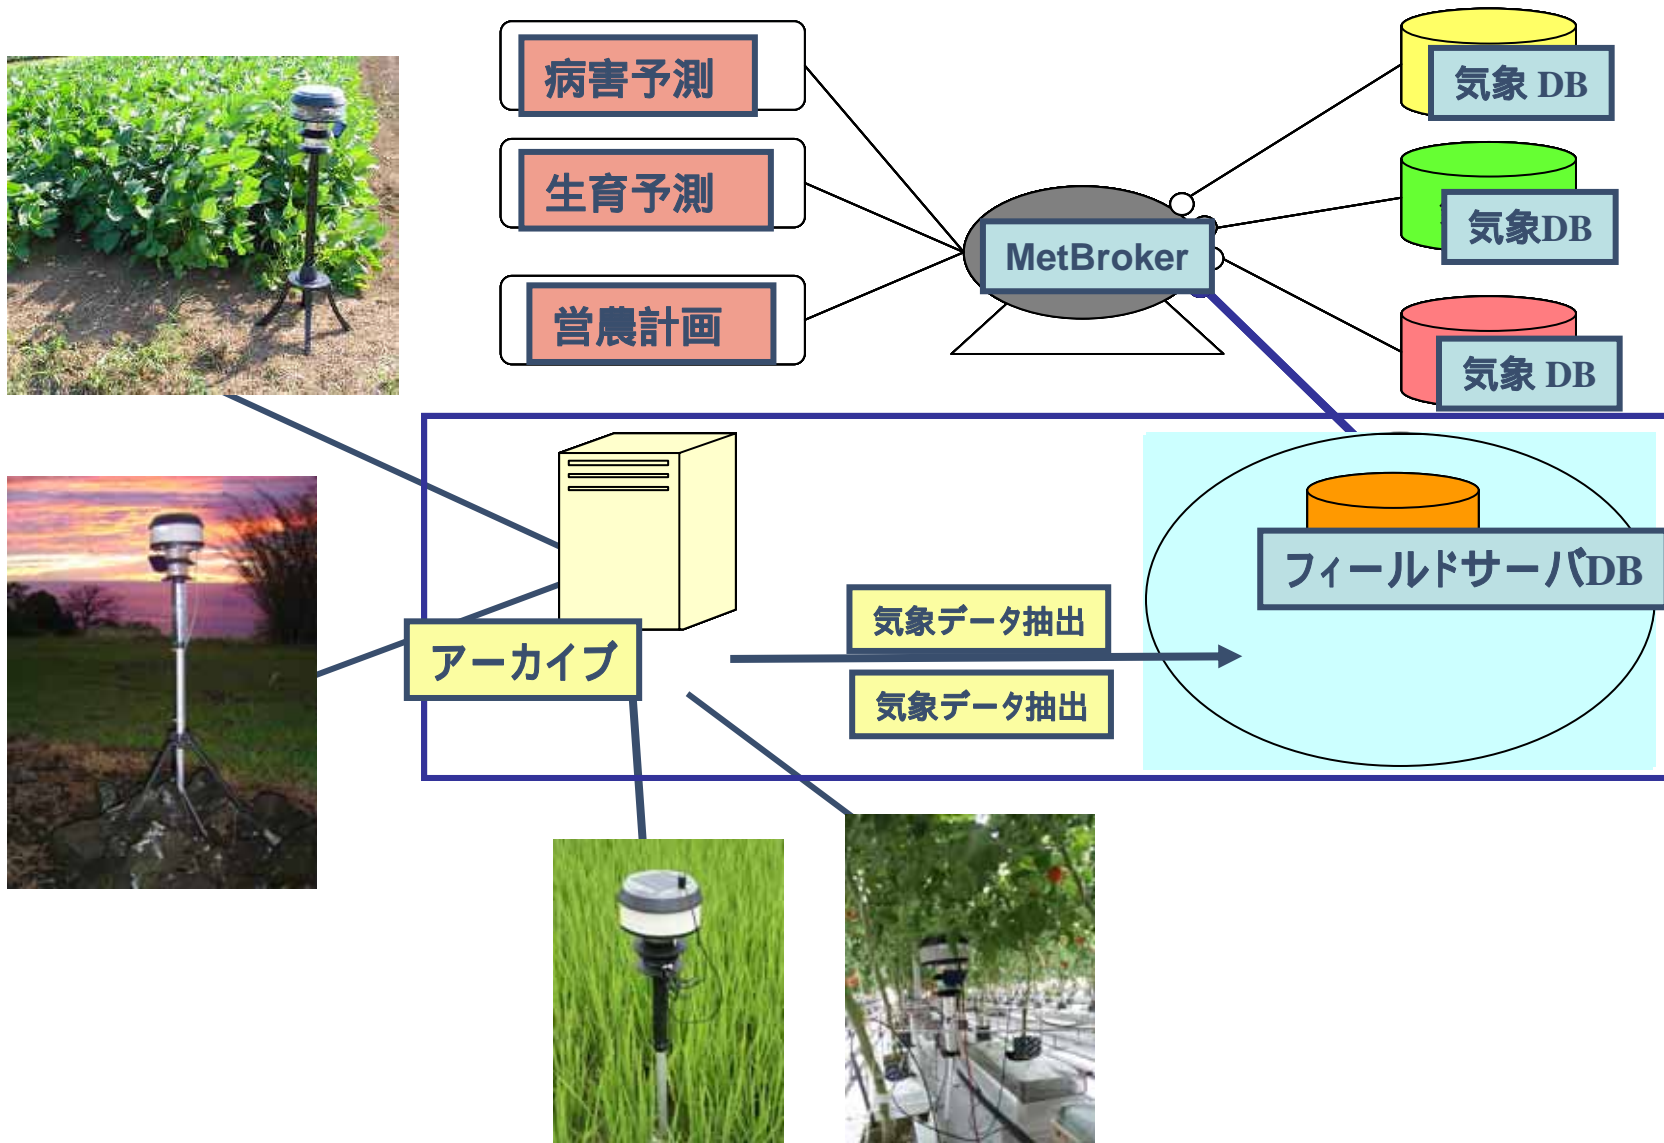 病害予測
気象 DB
生育予測
気象DB
MetBroker
営農計画
気象 DB
フィールドサーバDB
気象データ抽出
アーカイブ
気象データ抽出